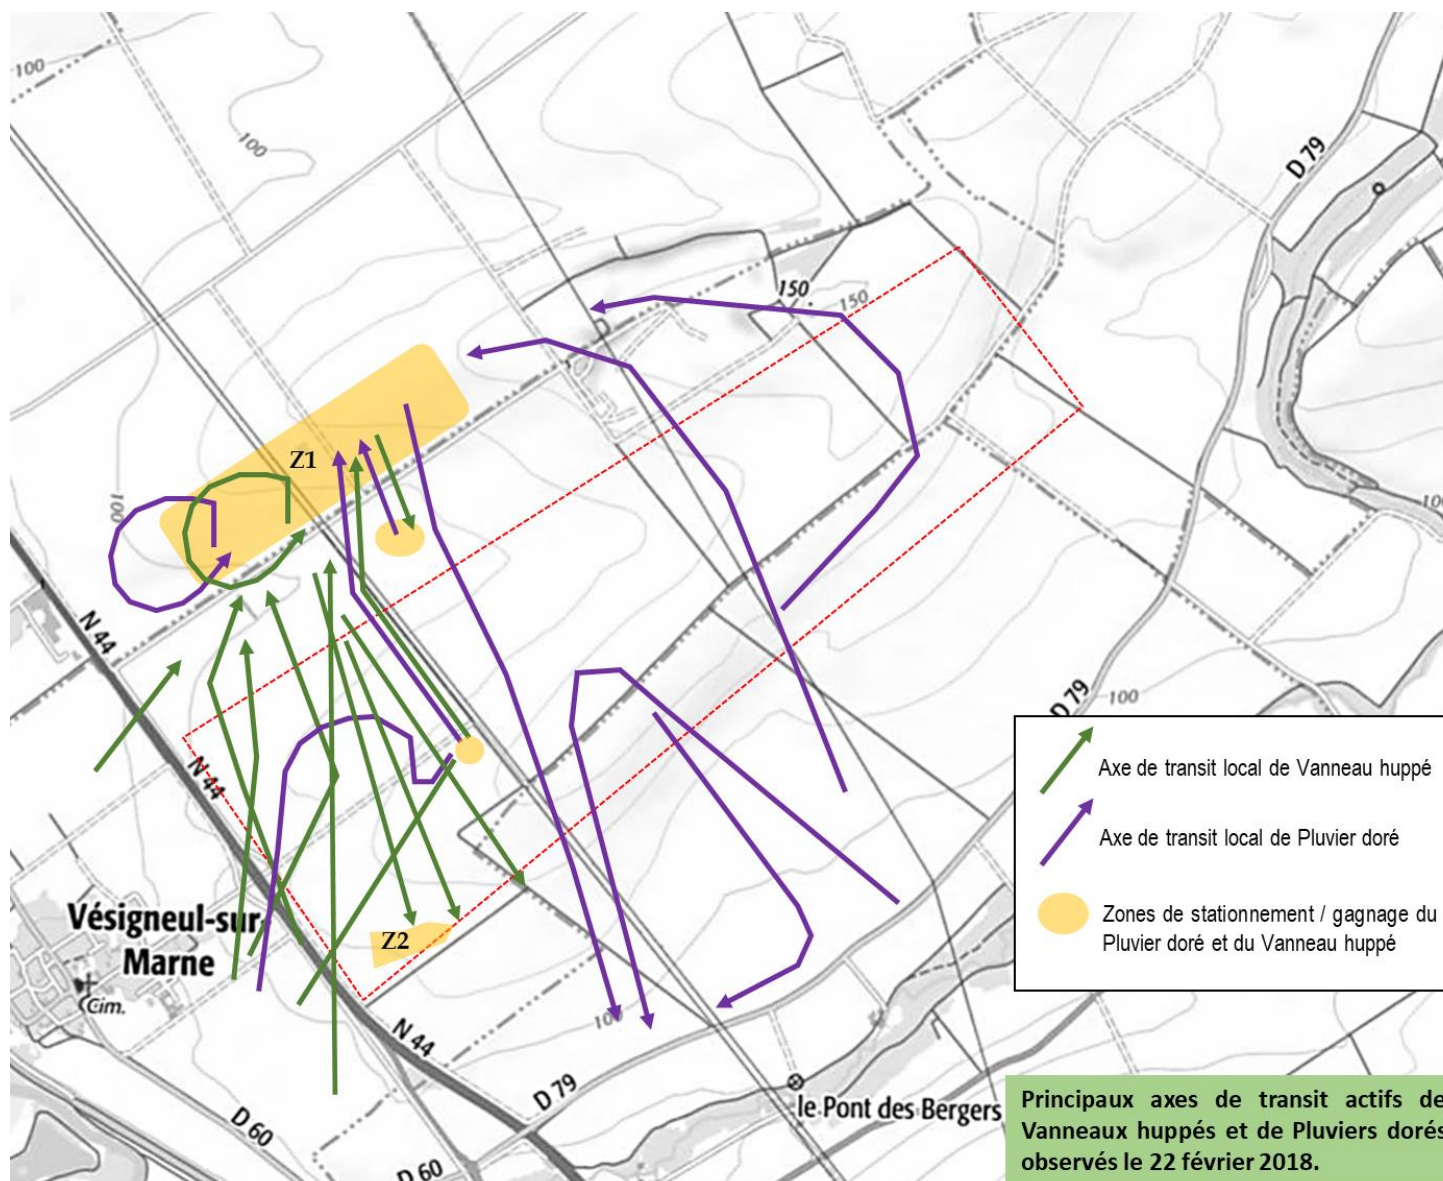 100
100
D 79
150
150
Z1
100
100
N 44
D 79
100
N 44
Axe de transit local de Vanneau huppé
Axe de transit local de Pluvier doré
Zones de stationnement / gagnage du
Pluvier doré et du Vanneau huppé
Vésigneul-sur-
Marne
Cim.
Z2
100
N 44
D 79
le Pont des Bergers
D 60
D 60
Principaux axes de transit actifs de
Vanneaux huppés et de Pluviers dorés
observés le 22 février 2018.